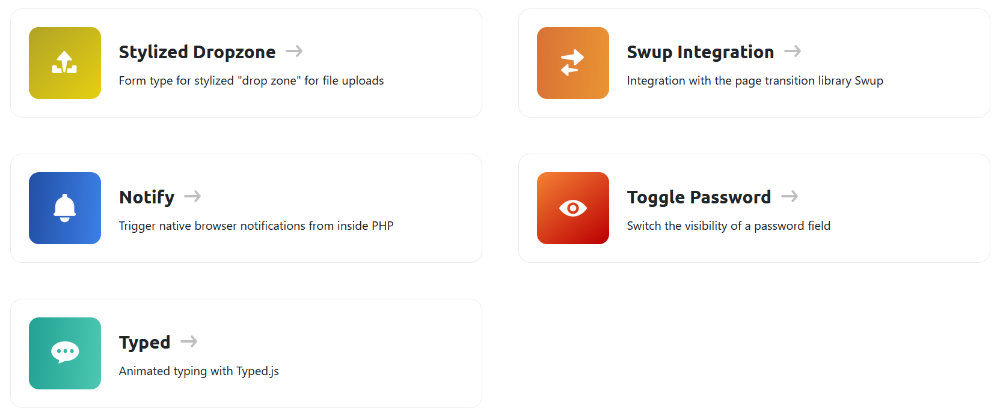 Stylized Dropzone →
Form type for stylized "drop zone" for file uploads
Swup Integration →
Integration with the page transition library Swup
Notify →
Trigger native browser notifications from inside PHP
Toggle Password →
Switch the visibility of a password field
Typed →
Animated typing with Typed.js